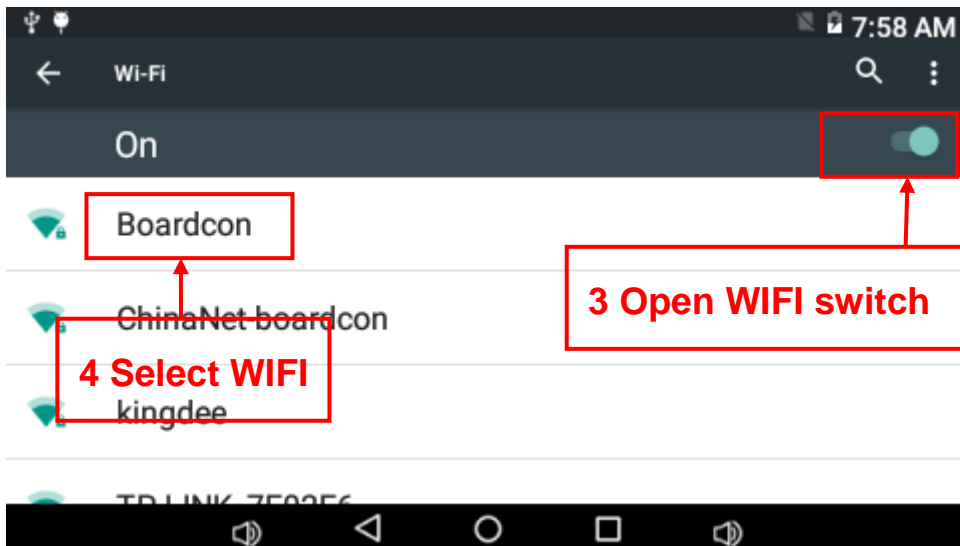 7:58 AM
Wi-Fi
On
Boardcon
3 Open WIFI switch
ChinaNet boardcon
4 Select WIFI
kingdee